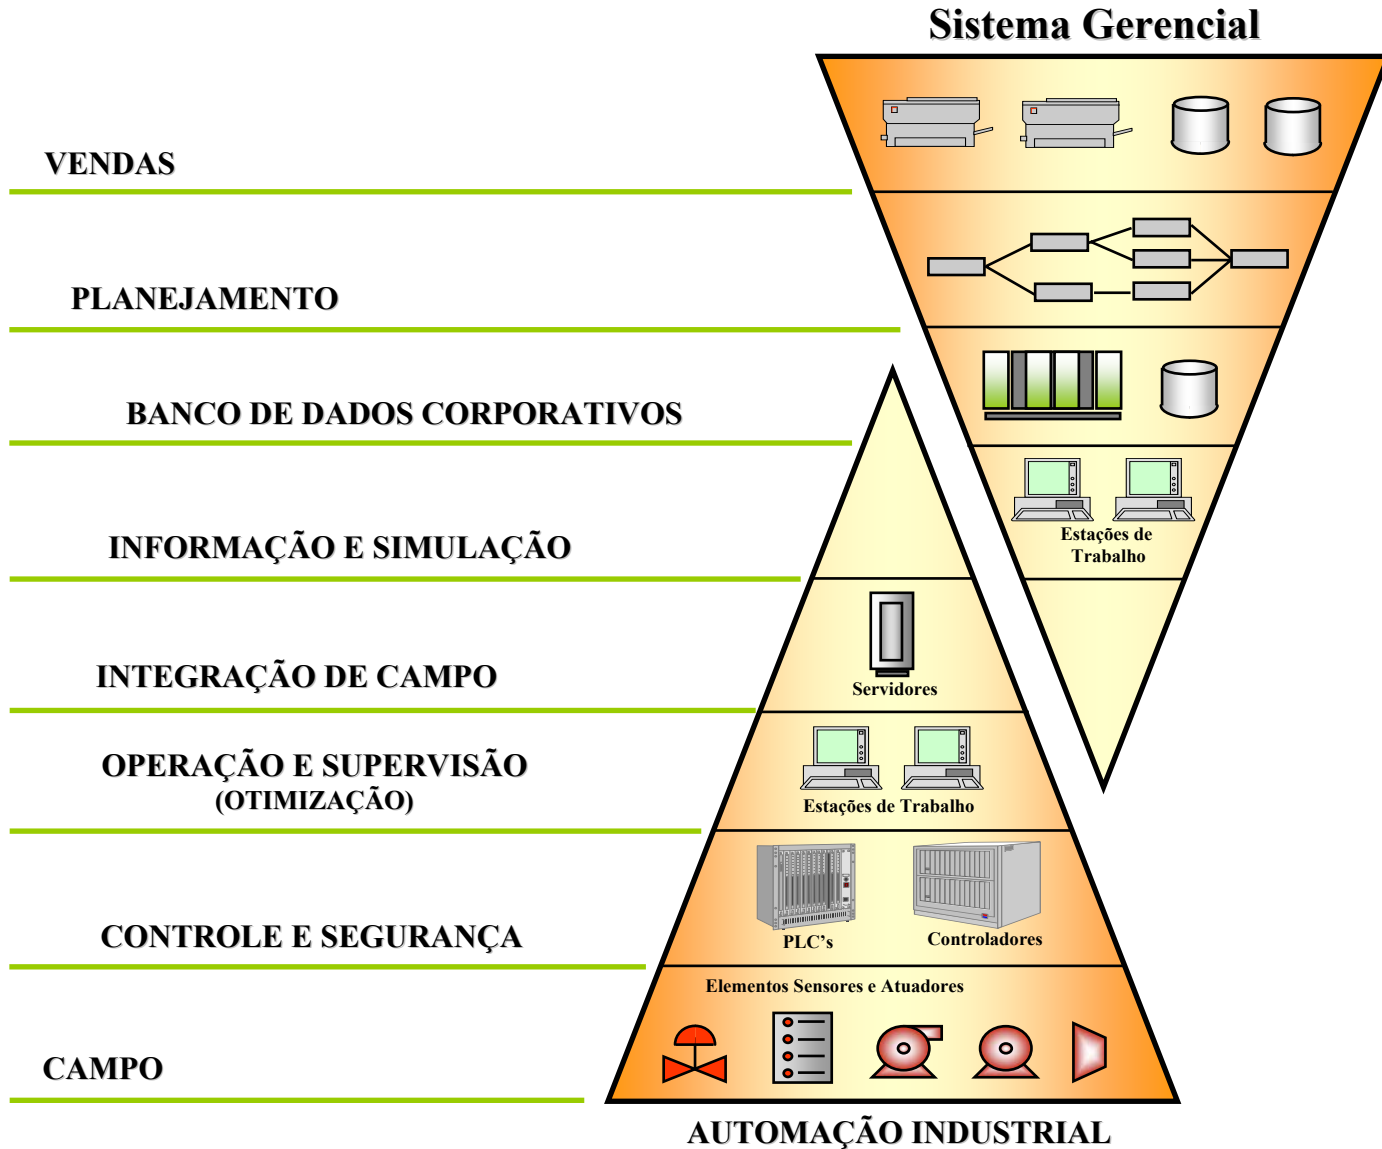 Sistema Gerencial
VENDAS
PLANEJAMENTO
BANCO DE DADOS CORPORATIVOS
INFORMAÇÃO E SIMULAÇÃO
Estações de
Trabalho
INTEGRAÇÃO DE CAMPO
Servidores
OPERAÇÃO E SUPERVISÃO
(OTIMIZAÇÃO)
Estações de Trabalho
CONTROLE E SEGURANÇA
PLC's
Controladores
Elementos Sensores e Atuadores
CAMPO
AUTOMAÇÃO INDUSTRIAL